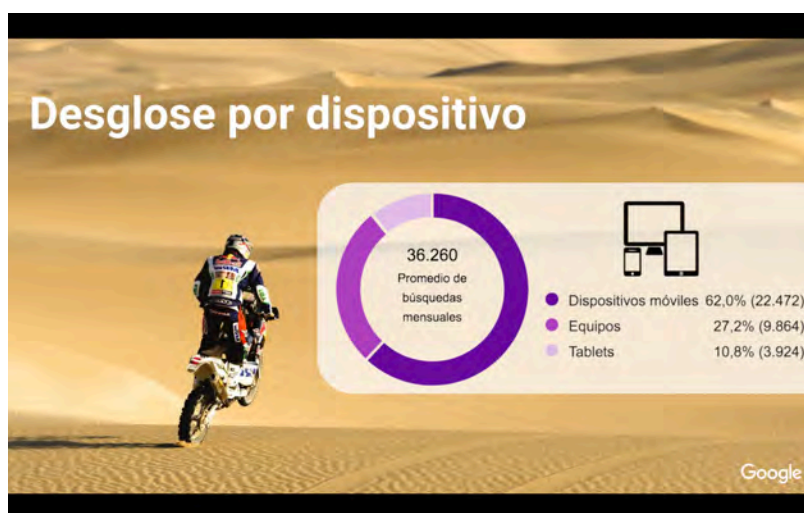 Desglose por dispositivo
36.260
Promedio de
búsquedas
mensuales
Dispositivos móviles 62,0% (22.472)
Equipos 27,2% (9.864)
Tablets 10,8% (3.924)
Google